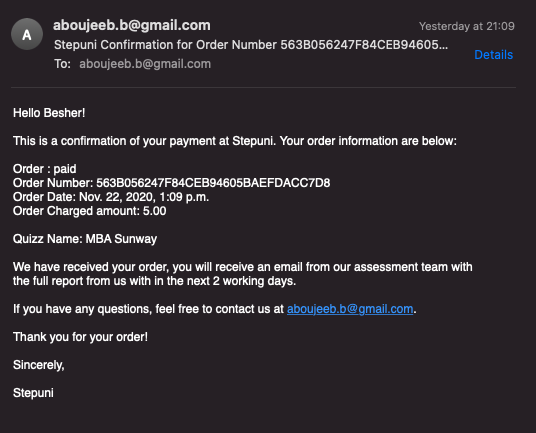 A
aboujeeb.b@gmail.com
Yesterday at 21:09
Stepuni Confirmation for Order Number 563B056247F84CEB94605...
Details
To: aboujeeb.b@gmail.com
Hello Besher!
This is a confirmation of your payment at Stepuni. Your order information are below:
Order : paid
Order Number: 563B056247F84CEB94605BAEFDACC7D8
Order Date: Nov. 22, 2020, 1:09 p.m.
Order Charged amount: 5.00
Quizz Name: MBA Sunway
We have received your order, you will receive an email from our assessment team with
the full report from us with in the next 2 working days.
If you have any questions, feel free to contact us at aboujeeb.b@gmail.com.
Thank you for your order!
Sincerely,
Stepuni